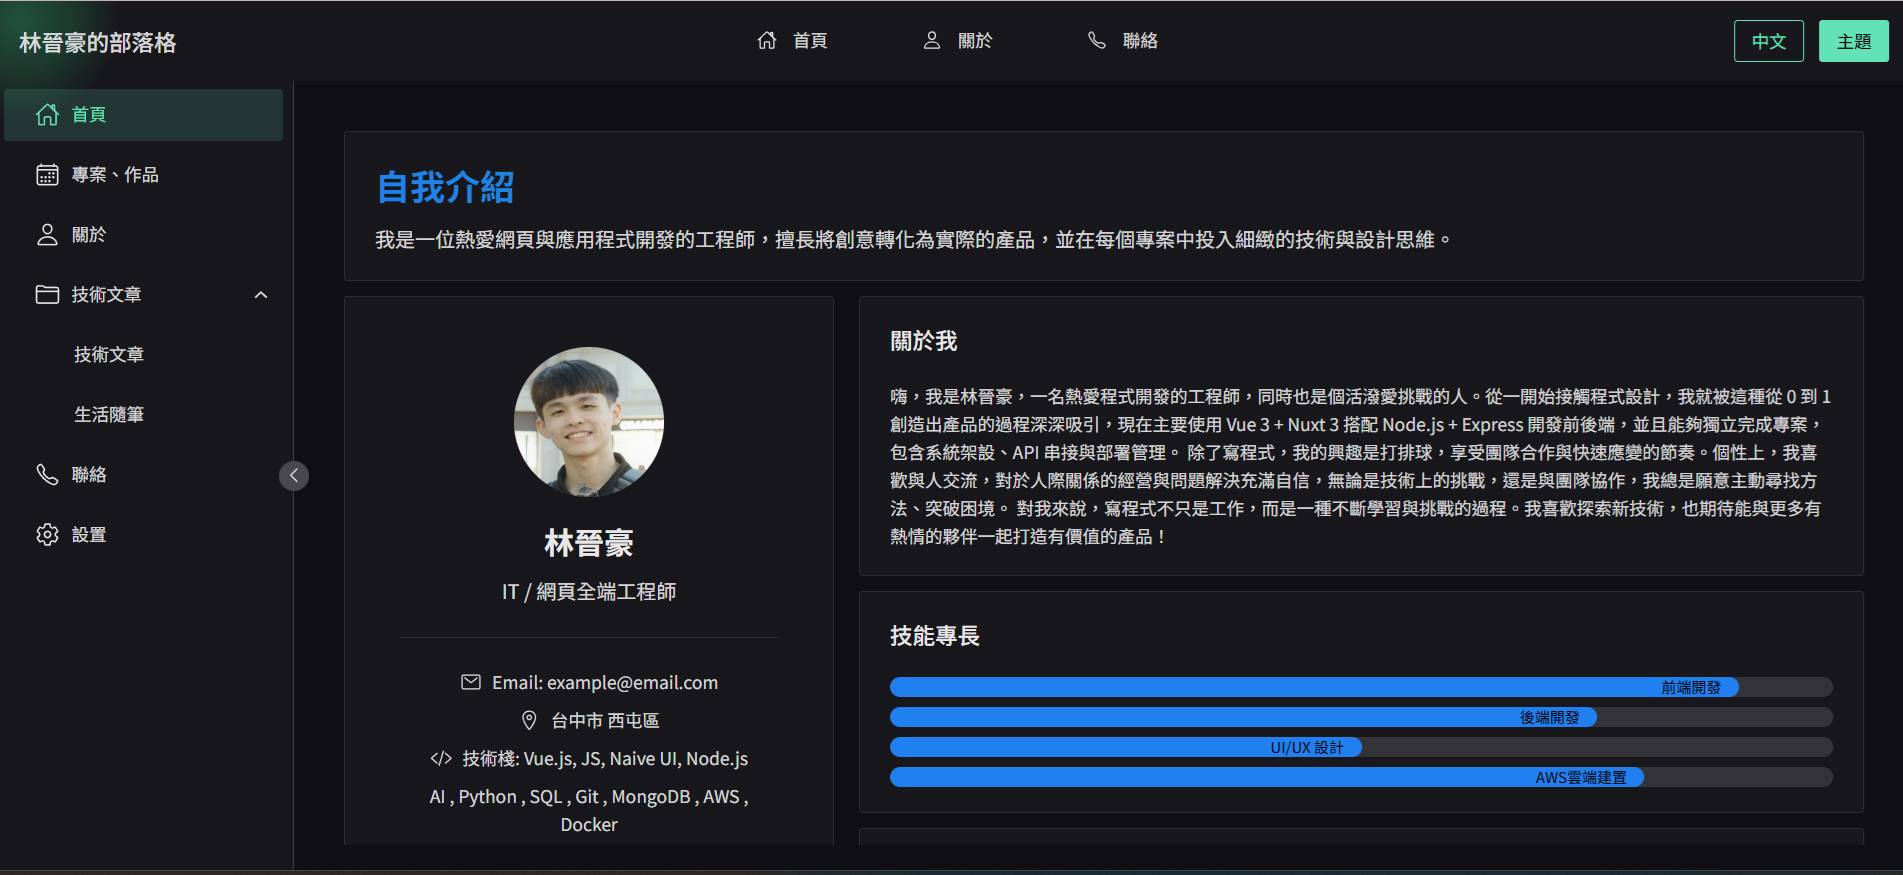 林晉豪的部落格
首頁
關於
聯絡
中文
主題
首頁
專案、作品
關於
技術文章
技術文章
生活隨筆
聯絡
設置
自我介紹
我是一位熱愛網頁與應用程式開發的工程師，擅長將創意轉化為實際的產品，並在每個專案中投入細緻的技術與設計思維。
林晉豪
IT / 網頁全端工程師
Email: example@email.com
台中市 西屯區
技術棧: Vue.js, JS, Naive UI, Node.js
AI , Python , SQL , Git , MongoDB , AWS ,
Docker
關於我
嗨，我是林晉豪，一名熱愛程式開發的工程師，同時也是個活潑愛挑戰的人。從一開始接觸程式設計，我就被這種從 0 到 1
創造出產品的過程深深吸引，現在主要使用 Vue 3 + Nuxt 3 搭配 Node.js + Express 開發前後端，並且能夠獨立完成專案，
包含系統架設、API 串接與部署管理。 除了寫程式，我的興趣是打排球，享受團隊合作與快速應變的節奏。個性上，我喜
歡與人交流，對於人際關係的經營與問題解決充滿自信，無論是技術上的挑戰，還是與團隊協作，我總是願意主動尋找方
法、突破困境。 對我來說，寫程式不只是工作，而是一種不斷學習與挑戰的過程。我喜歡探索新技術，也期待能與更多有
熱情的夥伴一起打造有價值的產品！
技能專長
前端開發
後端開發
UI/UX 設計
AWS雲端建置